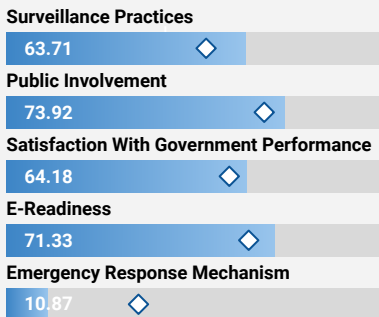 Surveillance Practices
63.71
Public Involvement
73.92
Satisfaction With Government Performance
64.18
E-Readiness
71.33
Emergency Response Mechanism
10.87